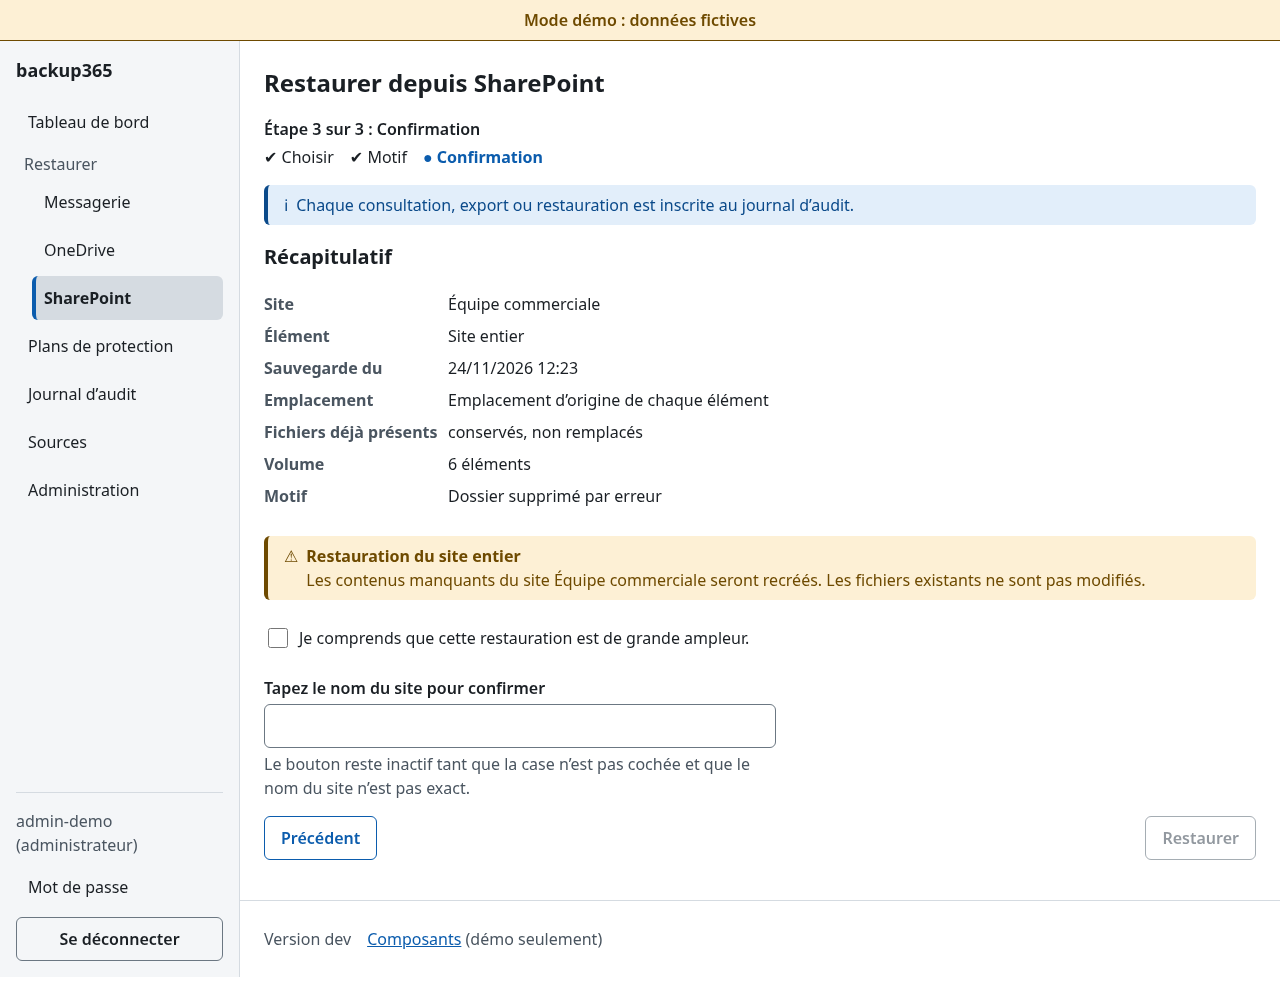 Mode démo : données fictives
backup365
Tableau de bord
Restaurer
Messagerie
OneDrive
SharePoint
Plans de protection
Journal d’audit
Sources
Administration
admin-demo
(administrateur)
Mot de passe
Se déconnecter
Restaurer depuis SharePoint
Étape 3 sur 3 : Confirmation
✔ Choisir ✔ Motif ● Confirmation
i Chaque consultation, export ou restauration est inscrite au journal d’audit.
Récapitulatif
Site Équipe commerciale
Élément Site entier
Sauvegarde du 24/11/2026 12:23
Emplacement Emplacement d’origine de chaque élément
Fichiers déjà présents conservés, non remplacés
Volume 6 éléments
Motif Dossier supprimé par erreur
⚠ Restauration du site entier
Les contenus manquants du site Équipe commerciale seront recréés. Les fichiers existants ne sont pas modifiés.
Je comprends que cette restauration est de grande ampleur.
Tapez le nom du site pour confirmer
Le bouton reste inactif tant que la case n’est pas cochée et que le
nom du site n’est pas exact.
Précédent
Restaurer
Version dev Composants (démo seulement)